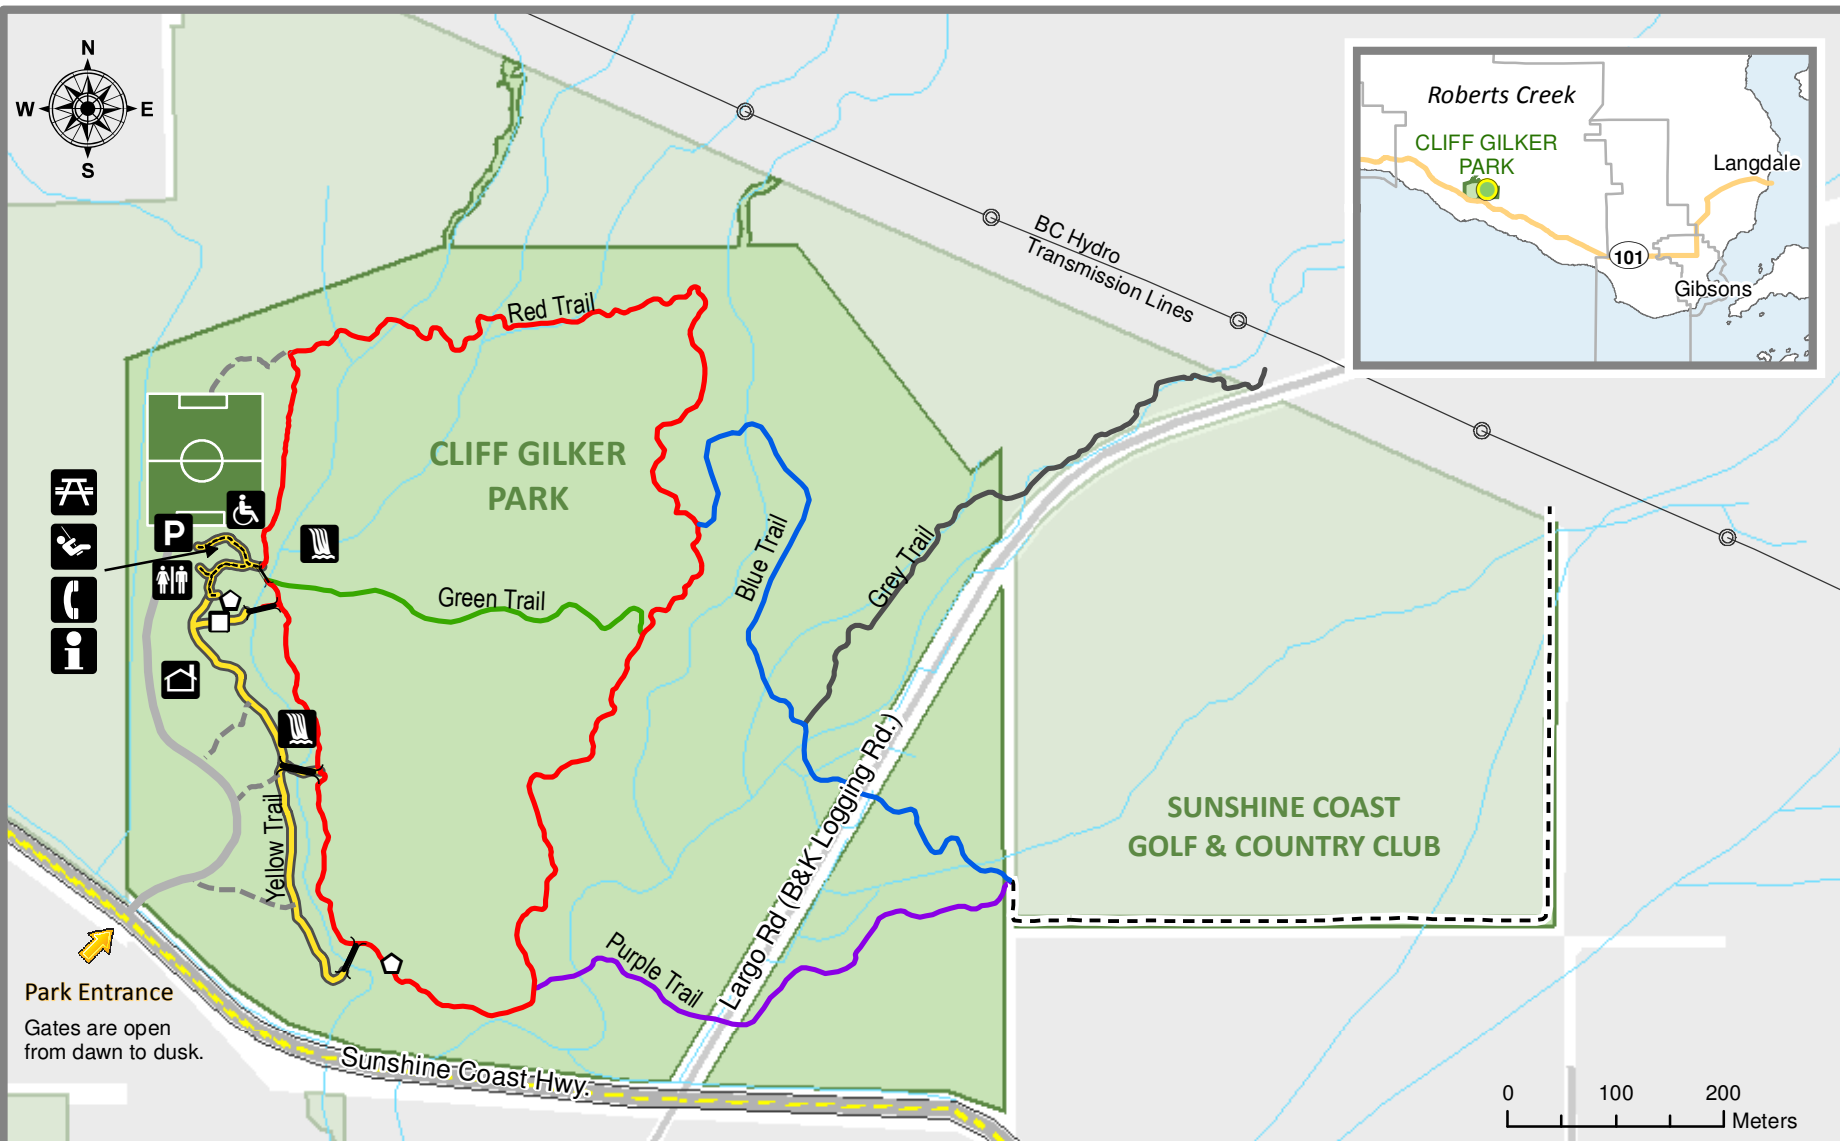 N
W E
S
Roberts Creek
CLIFF GILKER
PARK
Langdale
101
Gibsons
BC Hydro
Transmission Lines
Red Trail
CLIFF GILKER
PARK
P
Green Trail
Blue Trail
Grey Trail
Yellow Trail
Purple Trail
Largo Rd (B&K Logging Rd.)
SUNSHINE COAST
GOLF & COUNTRY CLUB
Park Entrance
Gates are open
from dawn to dusk.
Sunshine Coast Hwy.
0 100 200
Meters